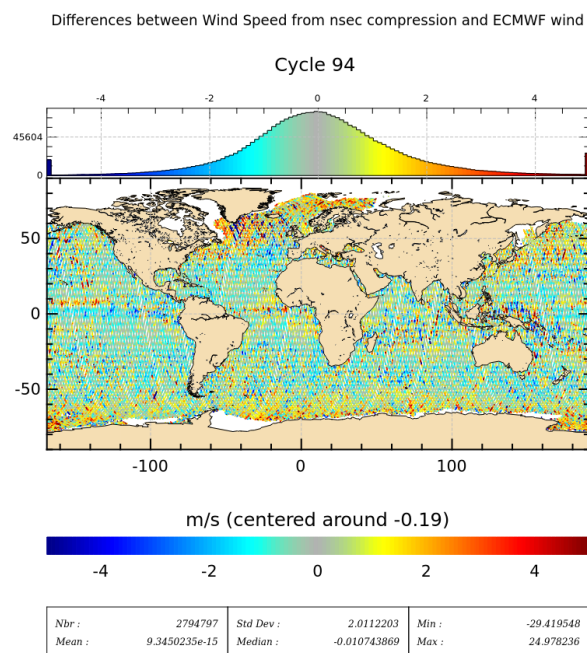 Differences between Wind Speed from nsec compression and ECMWF wind
Cycle 94
-4 -2 0 2 4
45604
0
50
0
-50
-100 0 100
m/s (centered around -0.19)
-4 -2 0 2 4
Nbr : 2794797 Std Dev : 2.0112203 Min : -29.419548
Mean : 9.3450235e-15 Median : -0.010743869 Max : 24.978236